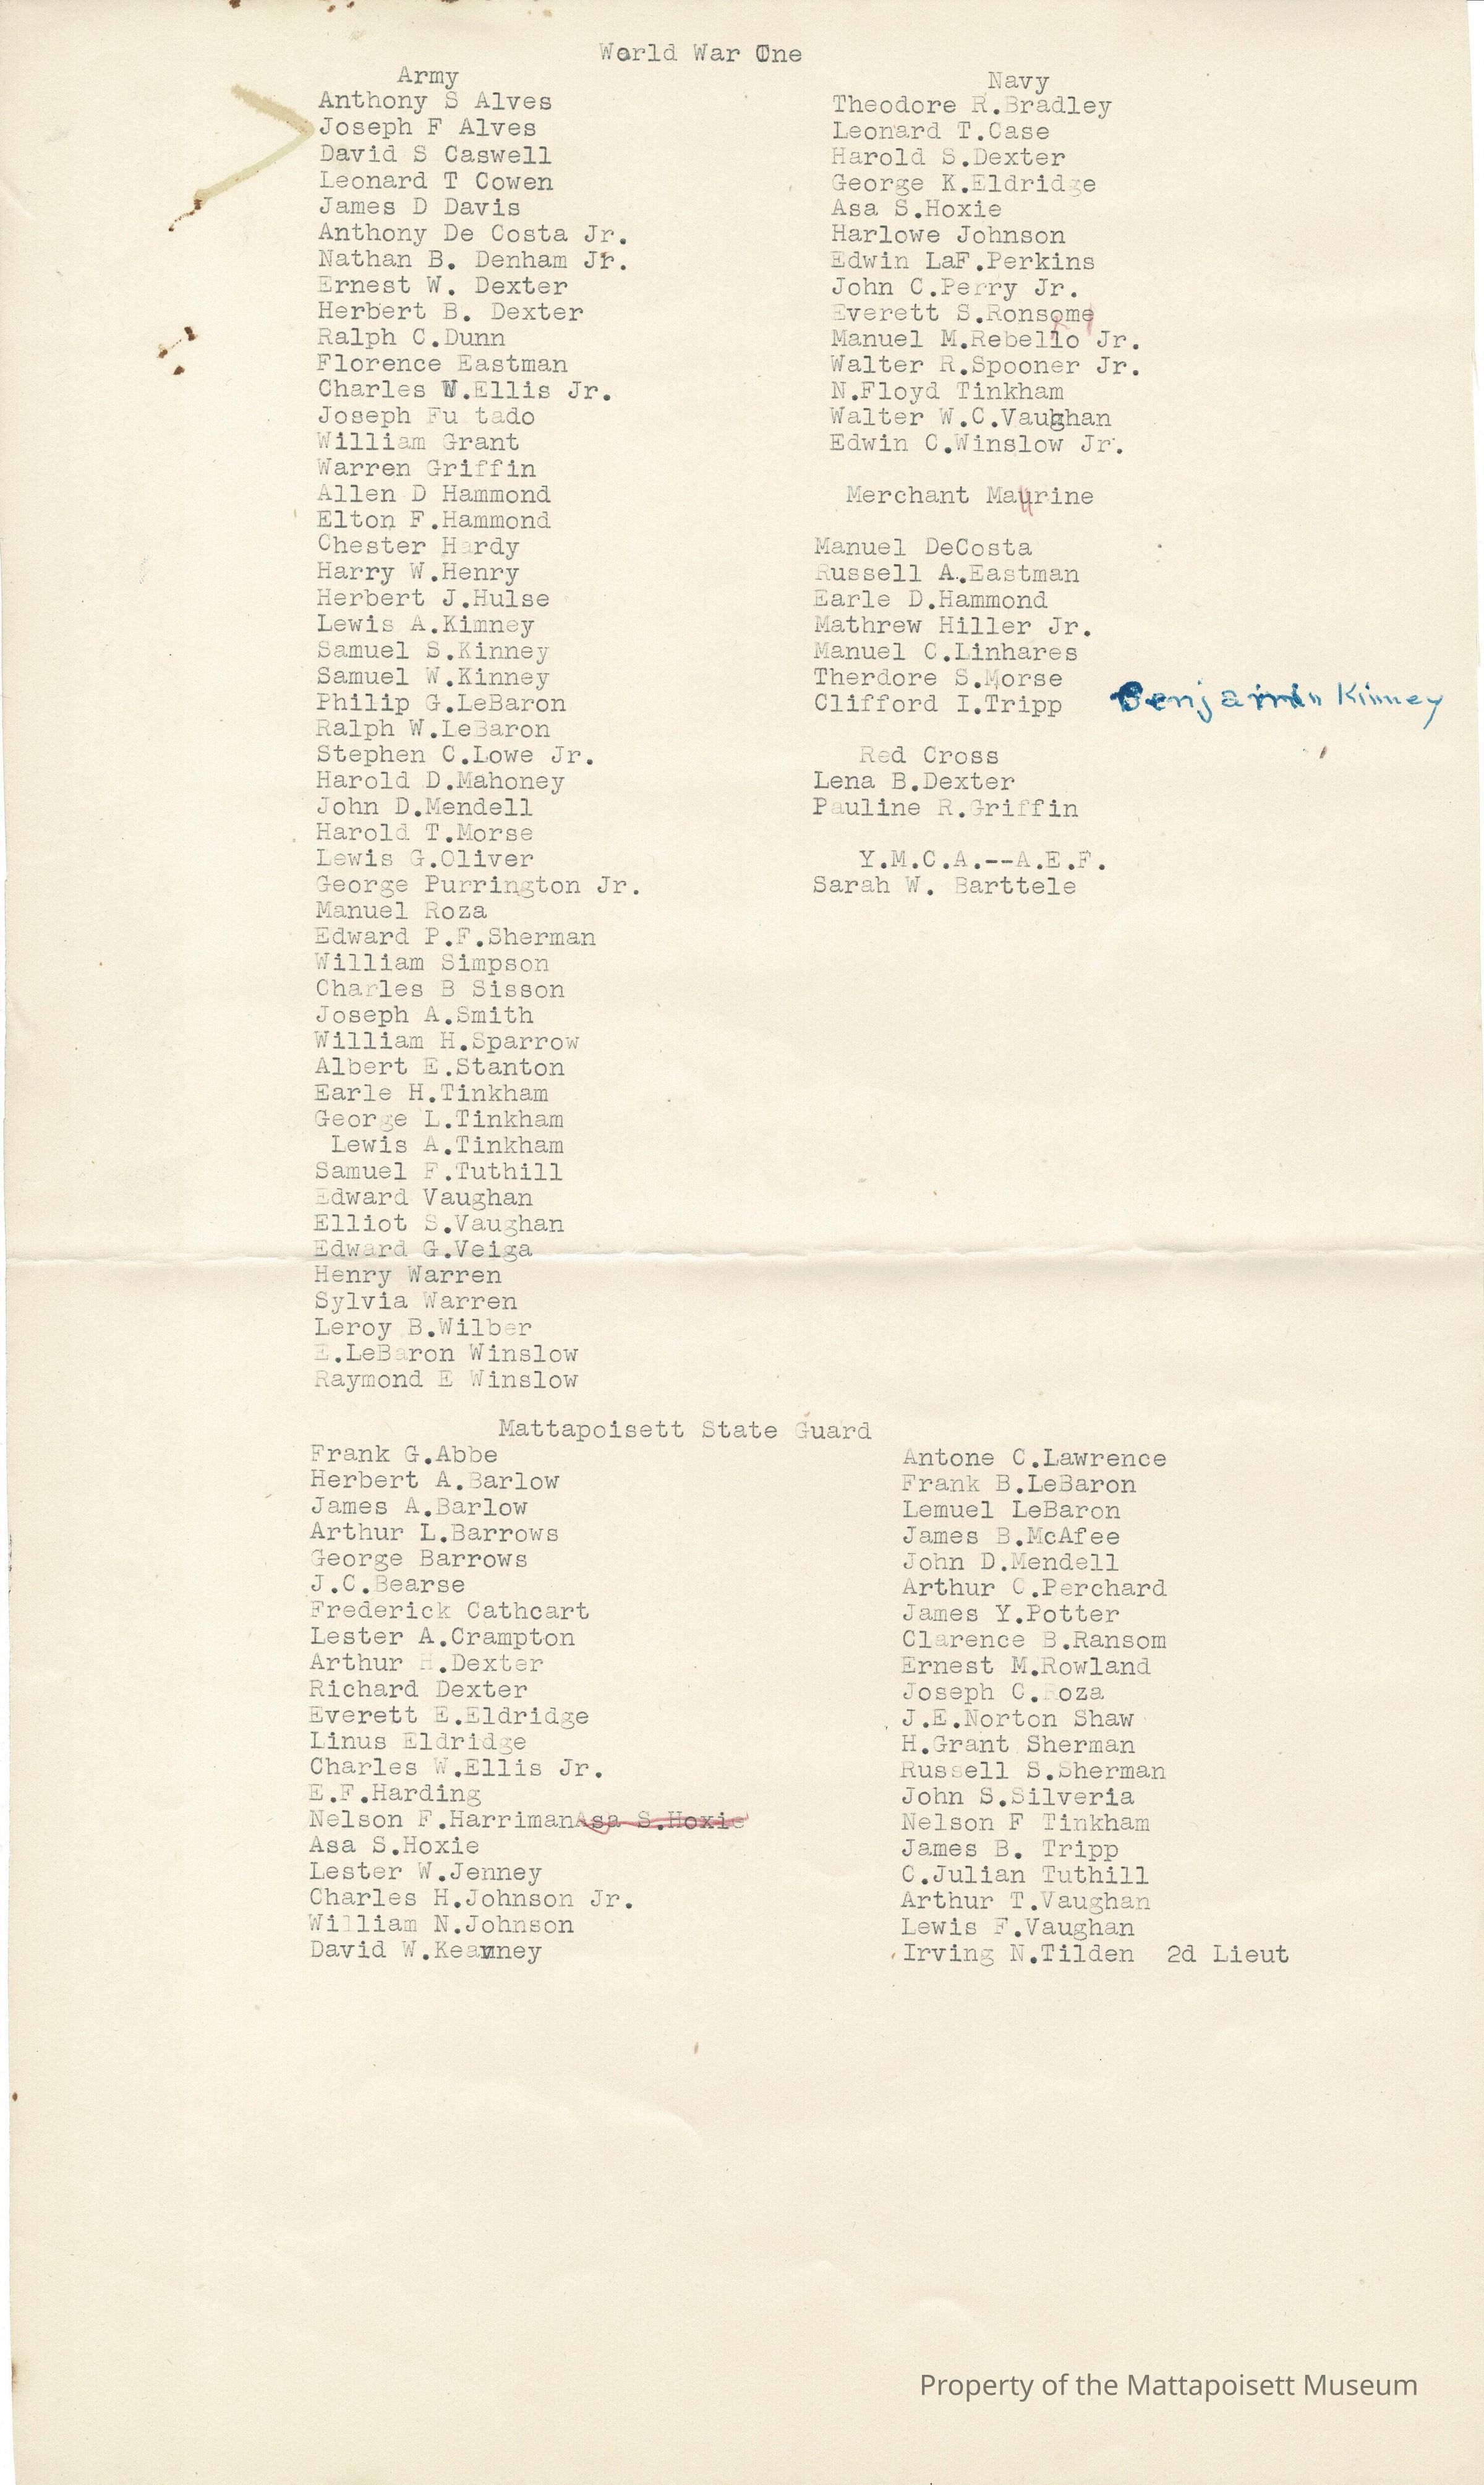 World War One
Army
Anthony S Alves
Joseph F Alves
David S Caswell
Leonard T Cowen
James D Davis
Anthony De Costa Jr.
Nathan B. Denham Jr.
Ernest W. Dexter
Herbert B. Dexter
Ralph C.Dunn
Florence Eastman
Charles W.Ellis Jr.
Joseph Fu tado
William Grant
Warren Griffin
Allen D Hammond
Elton F.Hammond
Chester Hardy
Harry W.Henry
Herbert J.Hulse
Lewis A.Kimney
Samuel S.Kinney
Samuel W.Kinney
Philip G.LeBaron
Ralph W.LeBaron
Stephen C.Lowe Jr.
Harold D.Mahoney
John D.Mendell
Harold T.Morse
Lewis G.Oliver
George Purrington Jr.
Manuel Roza
Edward P.F.Sherman
William Simpson
Charles B Sisson
Joseph A.Smith
William H.Sparrow
Albert E.Stanton
Earle H.Tinkham
George L.Tinkham
Lewis A.Tinkham
Samuel F.Tuthill
Edward Vaughan
Elliot S.Vaughan
Edward G.Veiga
Henry Warren
Sylvia Warren
Leroy B.Wilber
E.LeBaron Winslow
Raymond E Winslow
Navy
Theodore R.Bradley
Leonard T.Case
Harold S.Dexter
George K.Eldridge
Asa S.Hoxie
Harlowe Johnson
Edwin LaF.Perkins
John C.Perry Jr.
Everett S.Ronsome
Manuel M.Rebello Jr.
Walter R.Spooner Jr.
N.Floyd Tinkham
Walter W.C.Vaughan
Edwin C.Winslow Jr.
Merchant Maurine
Manuel DeCosta
Russell A.Eastman
Earle D.Hammond
Mathrew Hiller Jr.
Manuel C.Linhares
Therdore S.Morse
Clifford I.Tripp Benjamin Kinney
Red Cross
Lena B.Dexter
Pauline R.Griffin
Y.M.C.A.--A.E.F.
Sarah W. Barttele
Mattapoisett State Guard
Frank G.Abbe
Herbert A.Barlow
James A.Barlow
Arthur L.Barrows
George Barrows
J.C.Bearse
Frederick Cathcart
Lester A.Crampton
Arthur H.Dexter
Richard Dexter
Everett E.Eldridge
Linus Eldridge
Charles W.Ellis Jr.
E.F.Harding
Nelson F.HarrimanAsa S.Hoxie
Asa S.Hoxie
Lester W.Jenney
Charles H.Johnson Jr.
William N.Johnson
David W.
Antone C.Lawrence
Frank B.LeBaron
Lemuel LeBaron
James B.McAfee
John D.Mendell
Arthur C.Perchard
James Y.Potter
Clarence B.Ransom
Ernest M.Rowland
Joseph C.Roza
J.E.Norton Shaw
H.Grant Sherman
Russell S.Sherman
John S.Silveria
Nelson F Tinkham
James B. Tripp
C.Julian Tuthill
Arthur T.Vaughan
Lewis F.Vaughan
Irving N.Tilden 2d Lieut
Property of the Mattapoisett Museum